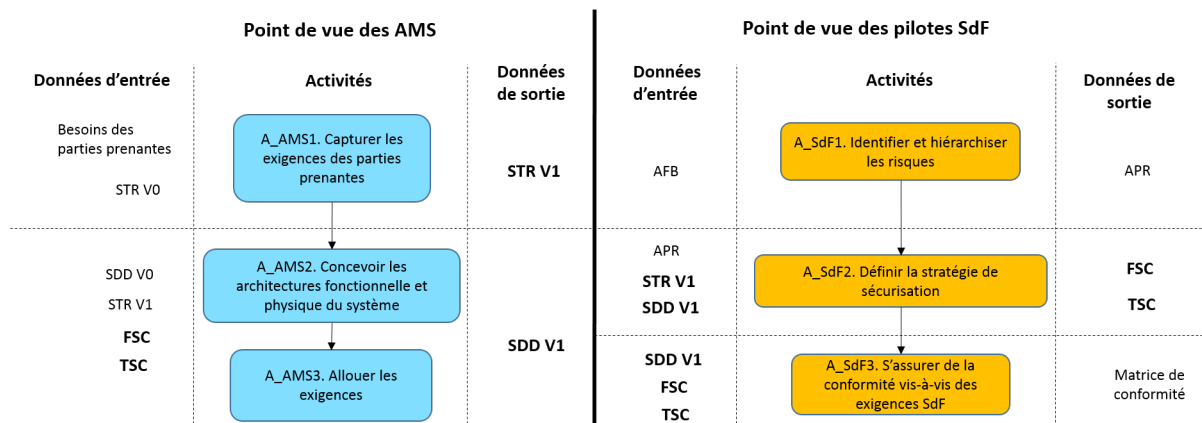 Point de vue des AMS
Données d'entrée
Activités
Données
de sortie
Besoins des
parties prenantes
STR V0
A_AMS1. Capturer les
exigences des parties
prenantes
STR V1
SDD V0
STR V1
FSC
TSC
A_AMS2. Concevoir les
architectures fonctionnelle et
physique du système
A_AMS3. Allouer les
exigences
SDD V1
Point de vue des pilotes SdF
Données
d'entrée
Activités
Données de
sortie
AFB
A_SdF1. Identifier et hiérarchiser
les risques
APR
APR
STR V1
SDD V1
A_SdF2. Définir la stratégie de
sécurisation
FSC
TSC
SDD V1
FSC
TSC
A_SdF3. S'assurer de la
conformité vis-à-vis des
exigences SdF
Matrice de
conformité